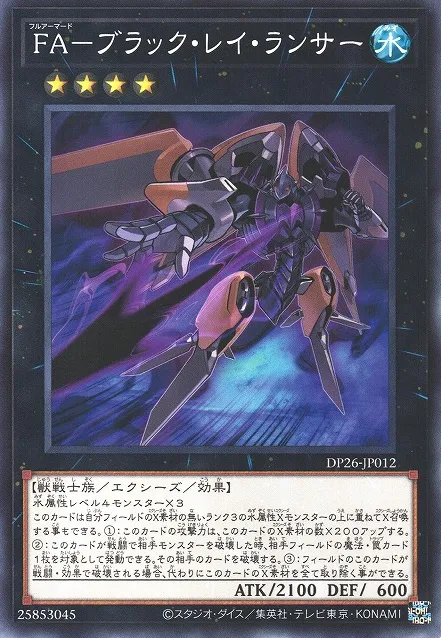 フルアーマード
FA－ブラック・レイ・ランサー
みず
水
DP26-JP012
【獣戦士族／エクシーズ／効果】
水属性レベル４モンスター×３
このカードは自分フィールドのX素材の無いランク３の水属性Xモンスターの上に重ねてX召喚
する事もできる。①：このカードの攻撃力は、このカードのX素材の数×２００アップする。
②：このカードが戦闘で相手モンスターを破壊した時、相手フィールドの魔法・罠カード
１枚を対象として発動できる。その相手のカードを破壊する。③：フィールドのこのカードが
戦闘・効果で破壊される場合、代わりにこのカードのX素材を全て取り除く事ができる。
ATK/2100 DEF/ 600
25853045 ©スタジオ・ダイス／集英社・テレビ東京・KONAMI